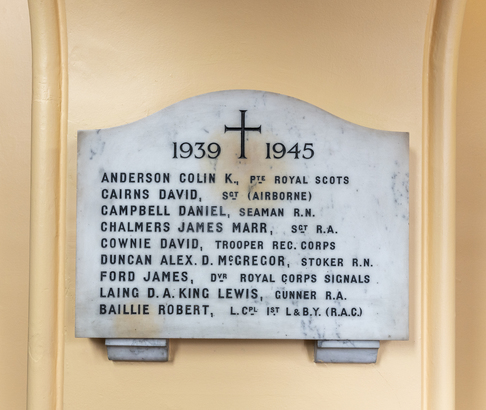 1939 1945
ANDERSON COLIN K., PTE ROYAL SCOTS
CAIRNS DAVID, SGT (AIRBORNE)
CAMPBELL DANIEL, SEAMAN R.N.
CHALMERS JAMES MARR, SGT R.A.
COWNIE DAVID, TROOPER REC. CORPS
DUNCAN ALEX. D. McGREGOR, STOKER R.N.
FORD JAMES, DVR ROYAL CORPS SIGNALS
LAING D.A. KING LEWIS, GUNNER R.A.
BAILLIE ROBERT, L.CPL 1ST L&B.Y. (R.A.C.)